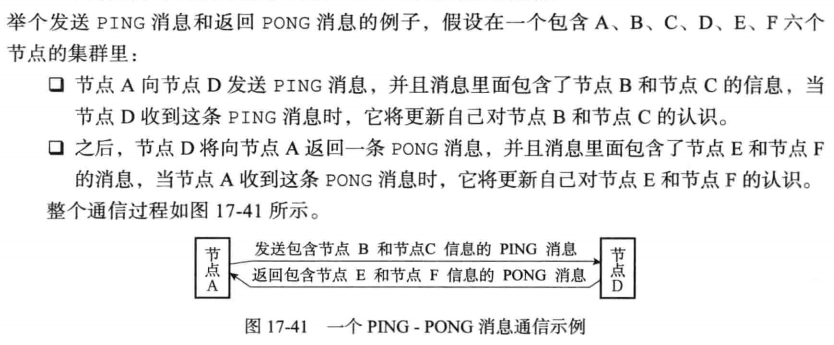 举个发送 PING 消息和返回 PONG 消息的例子，假设在一个包含 A、B、C、D、E、F 六个
节点的集群里：
❏ 节点 A 向节点 D 发送 PING 消息，并且消息里面包含了节点 B 和节点 C 的信息，当
节点 D 收到这条 PING 消息时，它将更新自己对节点 B 和节点 C 的认识。
❏ 之后，节点 D 将向节点 A 返回一条 PONG 消息，并且消息里面包含了节点 E 和节点 F
的消息，当节点 A 收到这条 PONG 消息时，它将更新自己对节点 E 和节点 F 的认识。
整个通信过程如图 17-41 所示。
节点A
发送包含节点 B 和节点C 信息的 PING 消息
返回包含节点 E 和节点 F 信息的 PONG 消息
节点D
图 17-41 一个 PING - PONG 消息通信示例